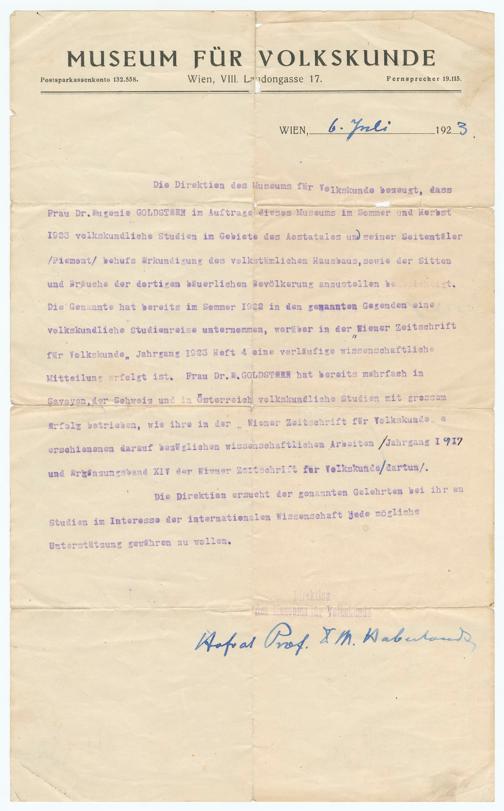 MUSEUM FÜR VOLKSKUNDE
Postsparkassenkonto 132.558. Wien, VIII. Laudongasse 17. Fernsprecher 19.115.
WIEN, 6. Juli 1923.
Die Direktion des Museums für Volkskunde bezeugt, dass
Frau Dr.Eugenie GOLDSTERN im Auftrage dieses Museums im Sommer und Herbst
1923 volkskundliche Studien im Gebiete des Aostatales und seiner Seitentäler
/Piemont/ behufs Erkundigung des volkstümlichen Hausbaus,sowie der Sitten
und Bräuche der dortigen bäuerlichen Bevölkerung anzustellen
Die Genannte hat bereits im Sommer 1922 in den genannten Gegenden eine
volkskundliche Studienreise unternommen, worüber in der „Wiener Zeitschrift
für Volkskunde„ Jahrgang 1923 Heft 4 eine vorläufige wissenschaftliche
Mitteilung erfolgt ist. Frau Dr.E.GOLDSTERN hat bereits mehrfach in
Savoyen,der Schweiz und in Österreich volkskundliche Studien mit grossem
Erfolg betrieben, wie ihre in der „ Wiener Zeitschrift für Volkskunde„
erschienenen darauf bezüglichen wissenschaftlichen Arbeiten /Jahrgang 1917
und Ergänzungsband XIV der Wiener Zeitschrift für Volkskunde/dartun/.
Die Direktion ersucht der genannten Gelehrten bei ihren
Studien im Interesse der internationalen Wissenschaft jede mögliche
Unterstützung gewähren zu wollen.
Direktion
des Museums für Volkskunde
Hofrat Prof. Dr M. Haberlandt